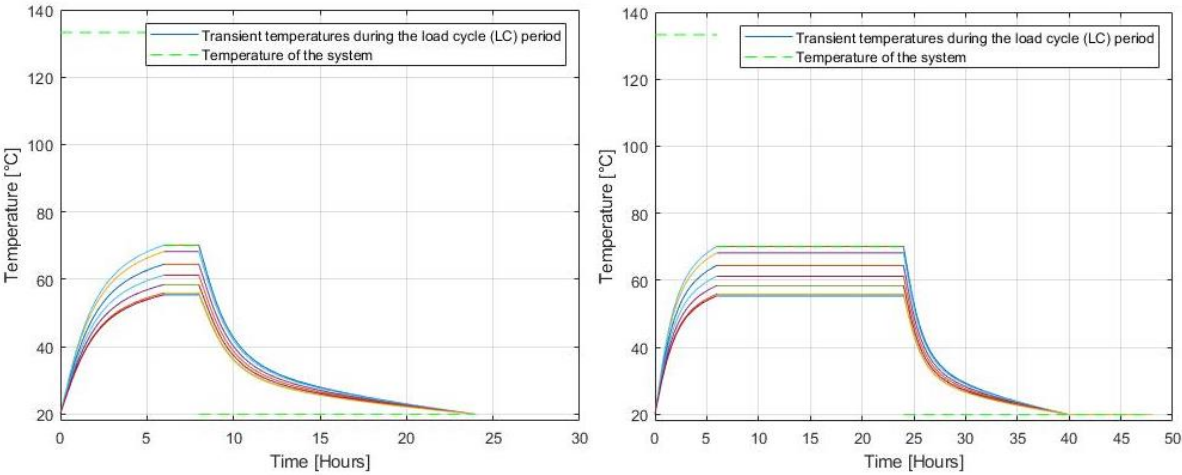 140
120
100
80
60
40
20
Temperature [°C]
Transient temperatures during the load cycle (LC) period
Temperature of the system
0 5 10 15 20 25 30
Time [Hours]
140
120
100
80
60
40
20
Temperature [°C]
Transient temperatures during the load cycle (LC) period
Temperature of the system
0 5 10 15 20 25 30 35 40 45 50
Time [Hours]